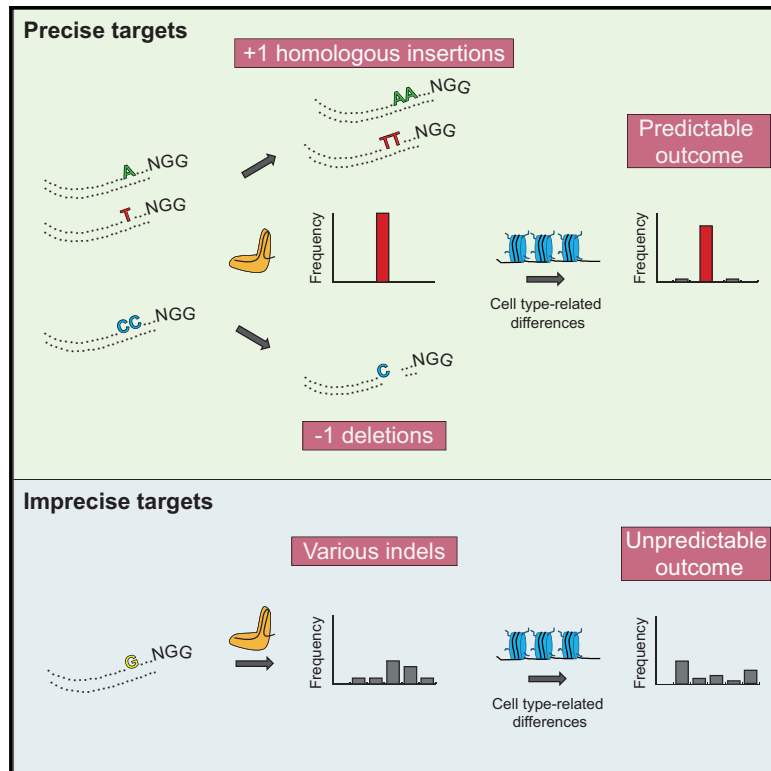 Precise targets
+1 homologous insertions
AA NGG
TT NGG
A NGG
T NGG
Predictable
outcome
Frequency
Cell type-related
differences
Frequency
CC NGG
C NGG
-1 deletions
Imprecise targets
Various indels
Unpredictable
outcome
G NGG
Frequency
Cell type-related
differences
Frequency